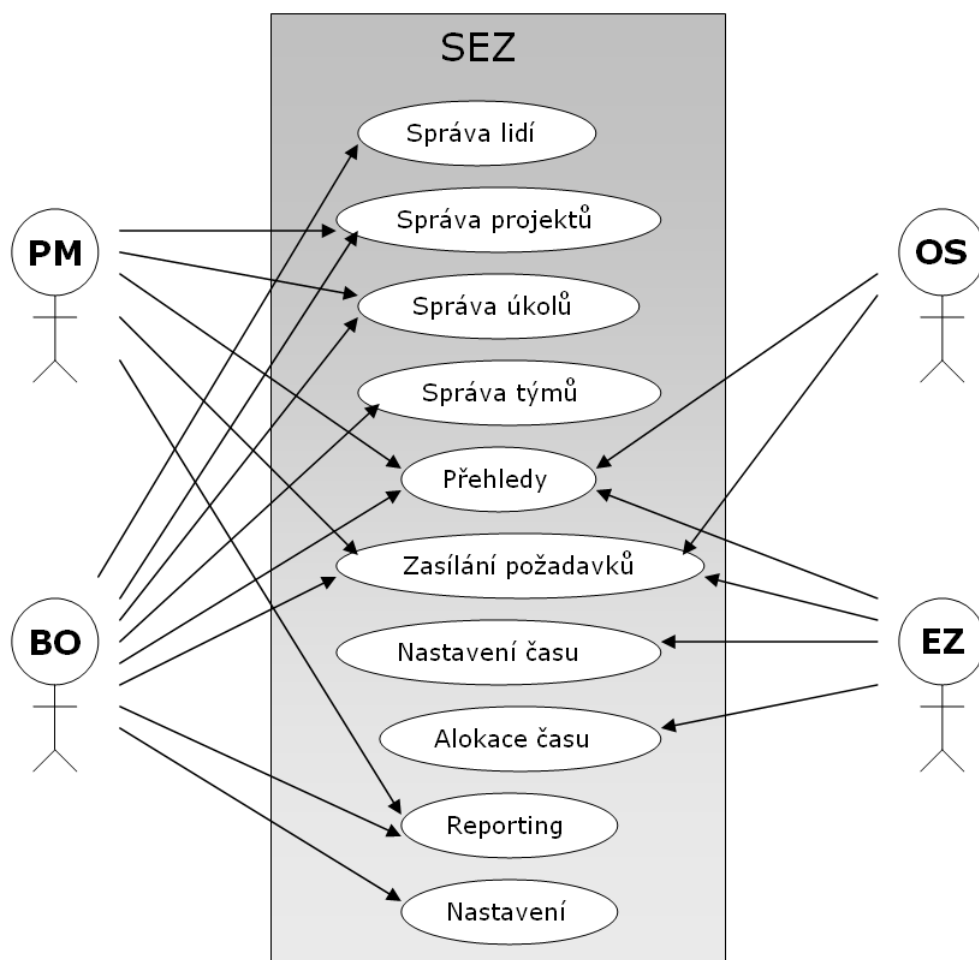 SEZ
Správa lidí
Správa projektů
PM
OS
Správa úkolů
Správa týmů
Přehledy
Zasílání požadavků
BO
EZ
Nastavení času
Alokace času
Reporting
Nastavení